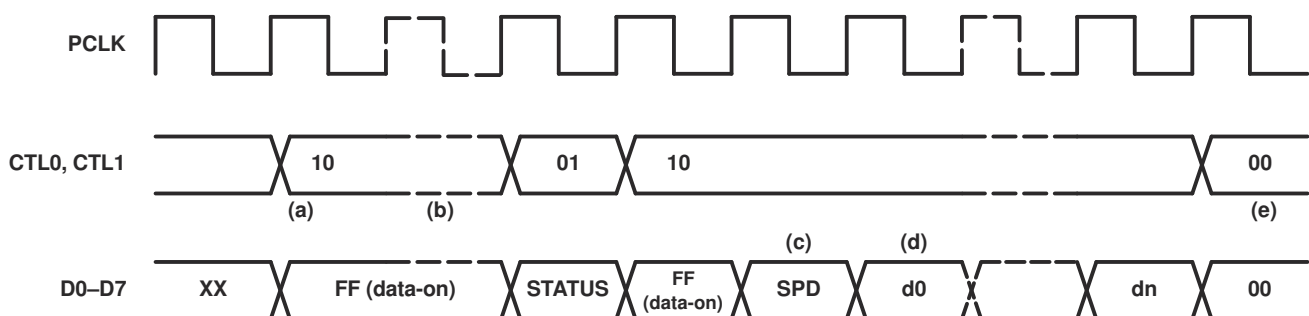 PCLK
CTL0, CTL1 10 01 10 00
(a) (b) (e)
(c) (d)
D0–D7 XX FF (data-on) STATUS FF (data-on) SPD d0 dn 00